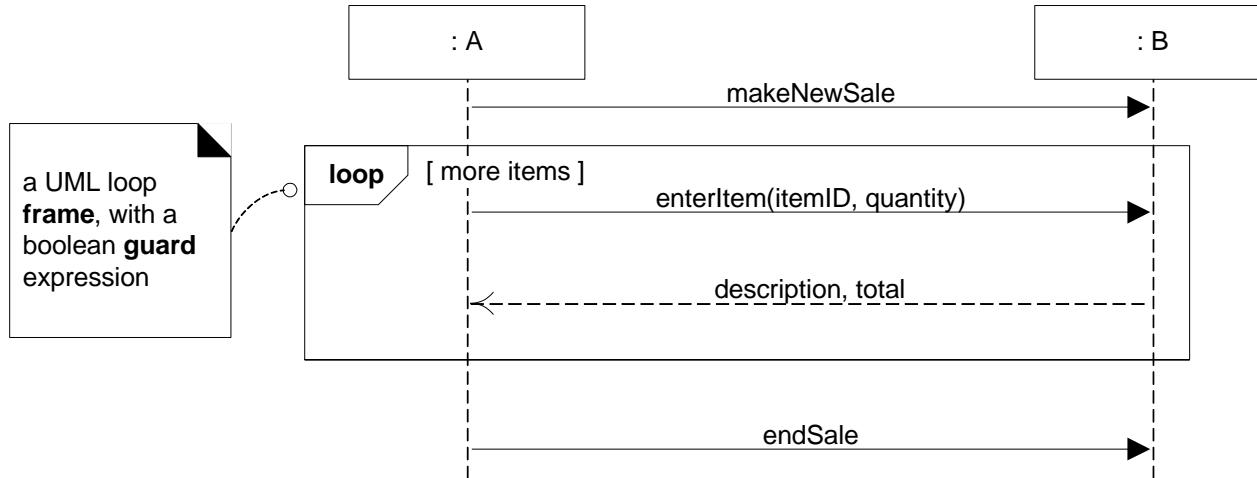 : A
: B
makeNewSale
a UML loop
frame, with a
boolean guard
expression
loop
[ more items ]
enterItem(itemID, quantity)
description, total
endSale